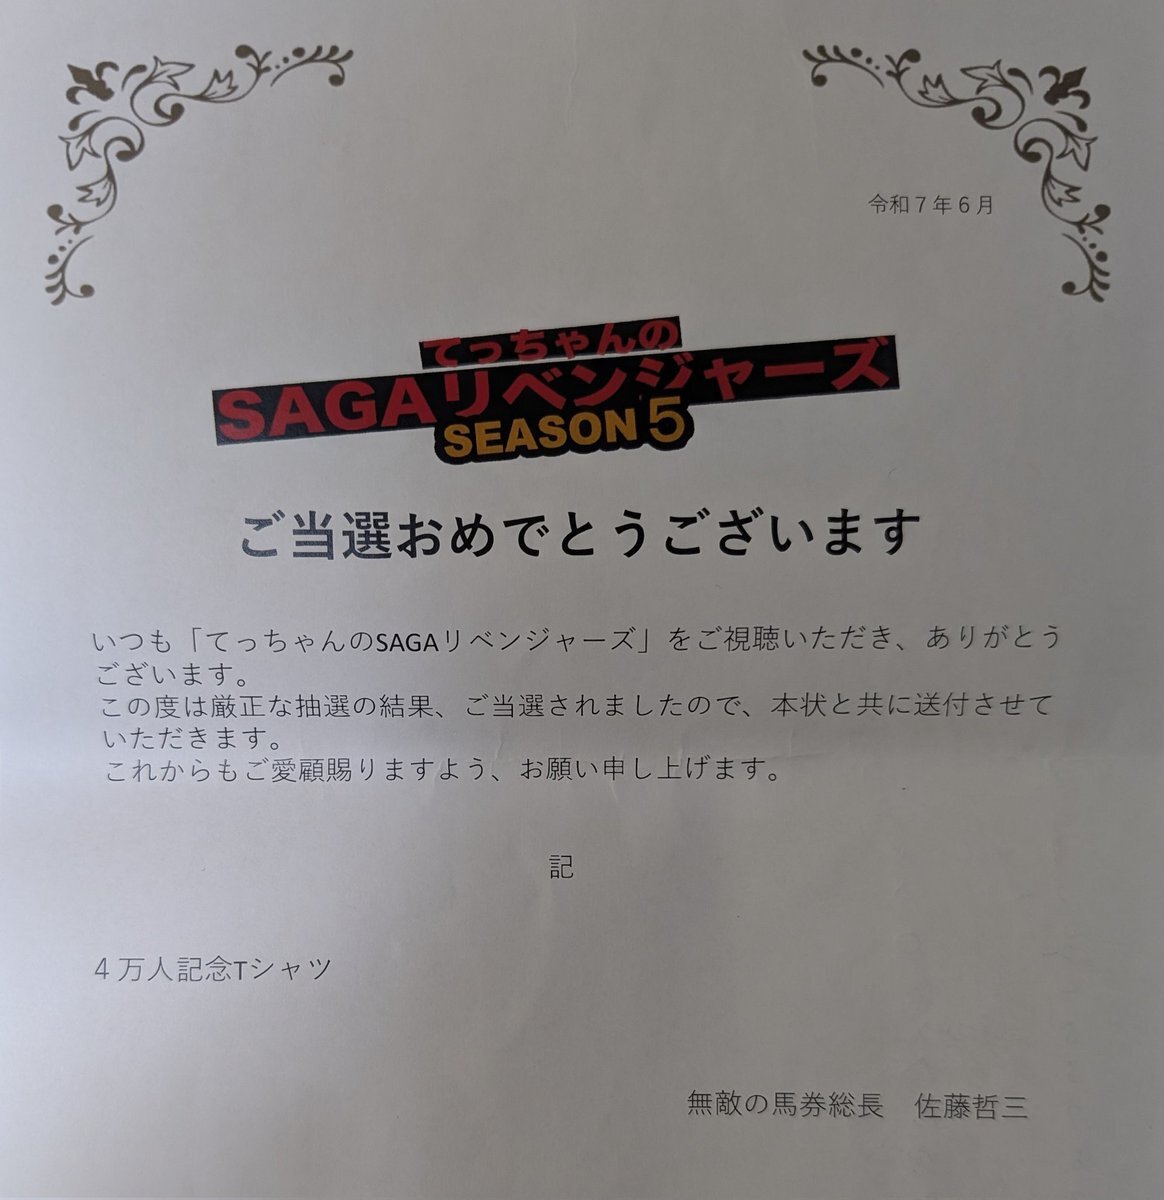 令和７年６月
てっちゃんの
SAGAリベンジャーズ
SEASON5
ご当選おめでとうございます
いつも「てっちゃんのSAGAリベンジャーズ」をご視聴いただき、ありがとう
ございます。
この度は厳正な抽選の結果、ご当選されましたので、本状と共に送付させて
いただきます。
これからもご愛顧賜りますよう、お願い申し上げます。
記
４万人記念Tシャツ
無敵の馬券総長　佐藤哲三